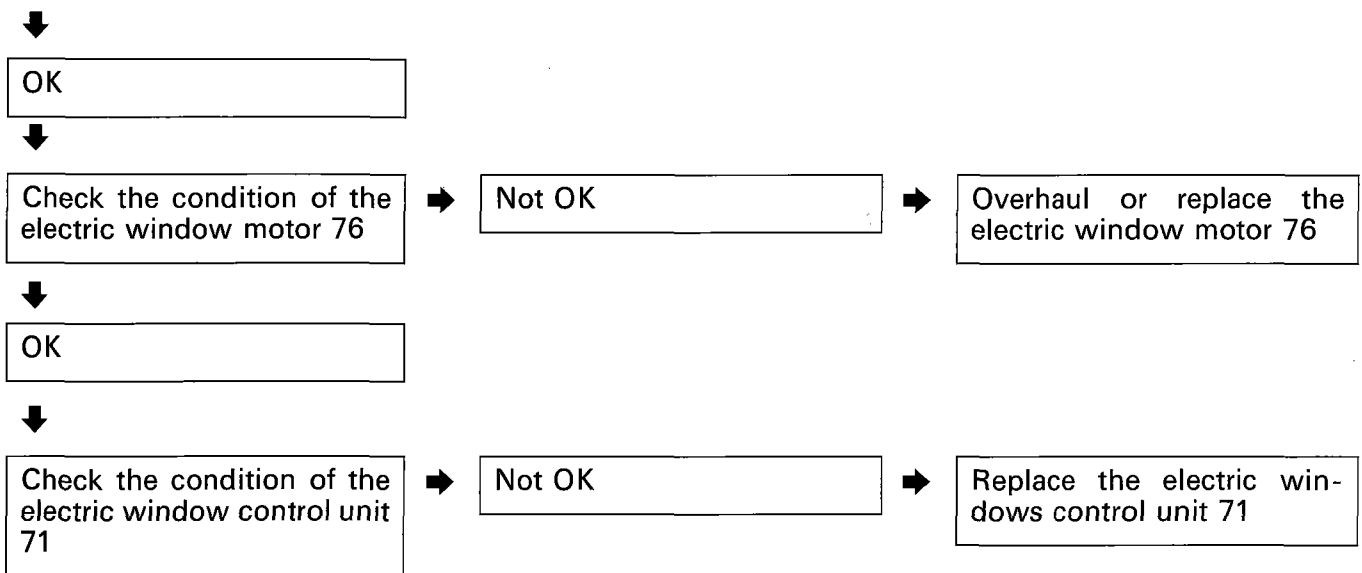 OK
Check the condition of the
electric window motor 76
Not OK
Overhaul or replace the
electric window motor 76
OK
Check the condition of the
electric window control unit
71
Not OK
Replace the electric win-
dows control unit 71